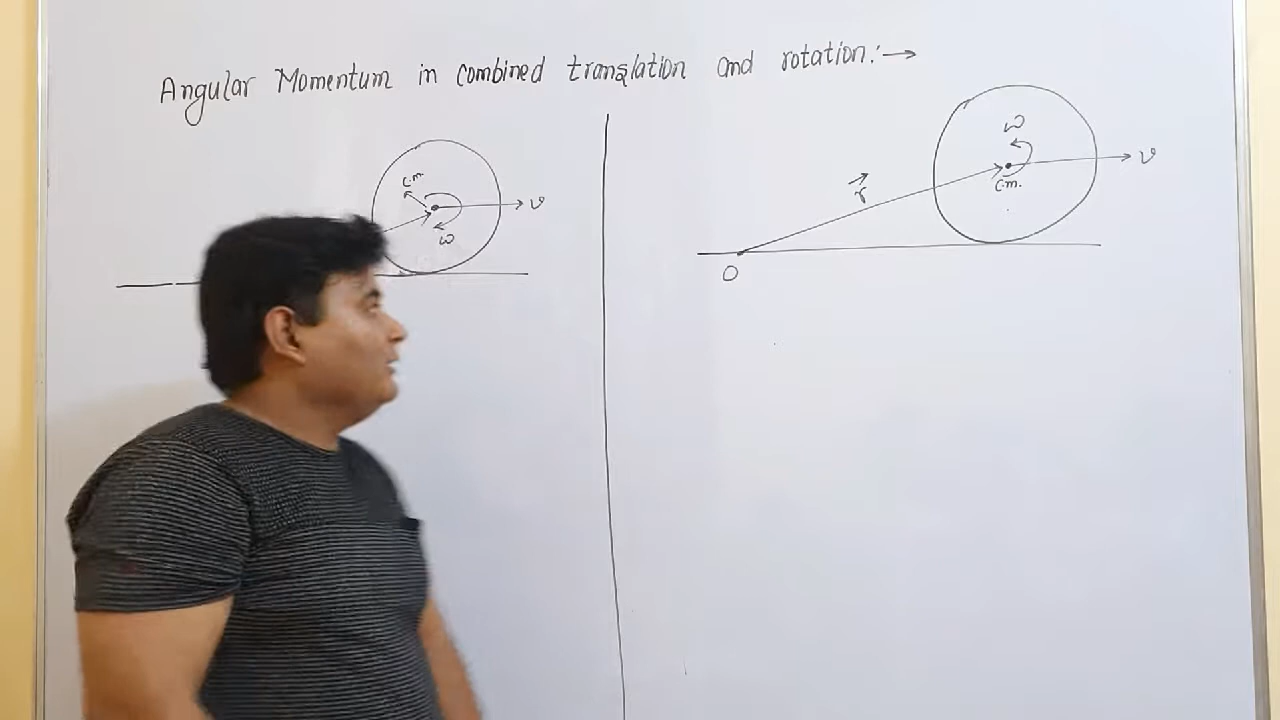 Angular Momentum in combined translation and rotation:→
c.m.
v
ω
ω
v
r⃗
c.m.
O